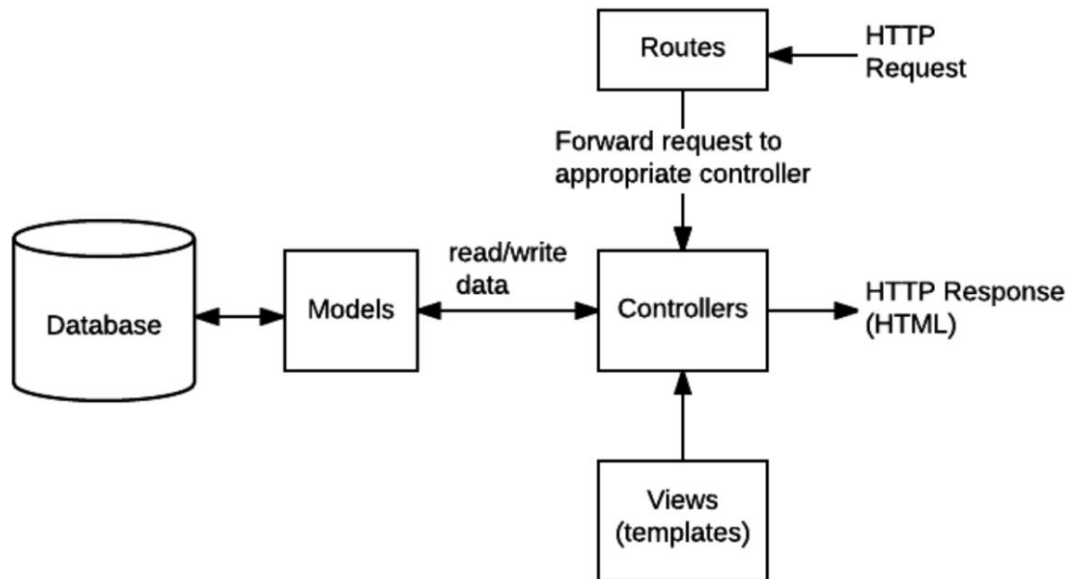 Routes
HTTP
Request
Forward request to
appropriate controller
Database
Models
read/write
data
Controllers
HTTP Response
(HTML)
Views
(templates)